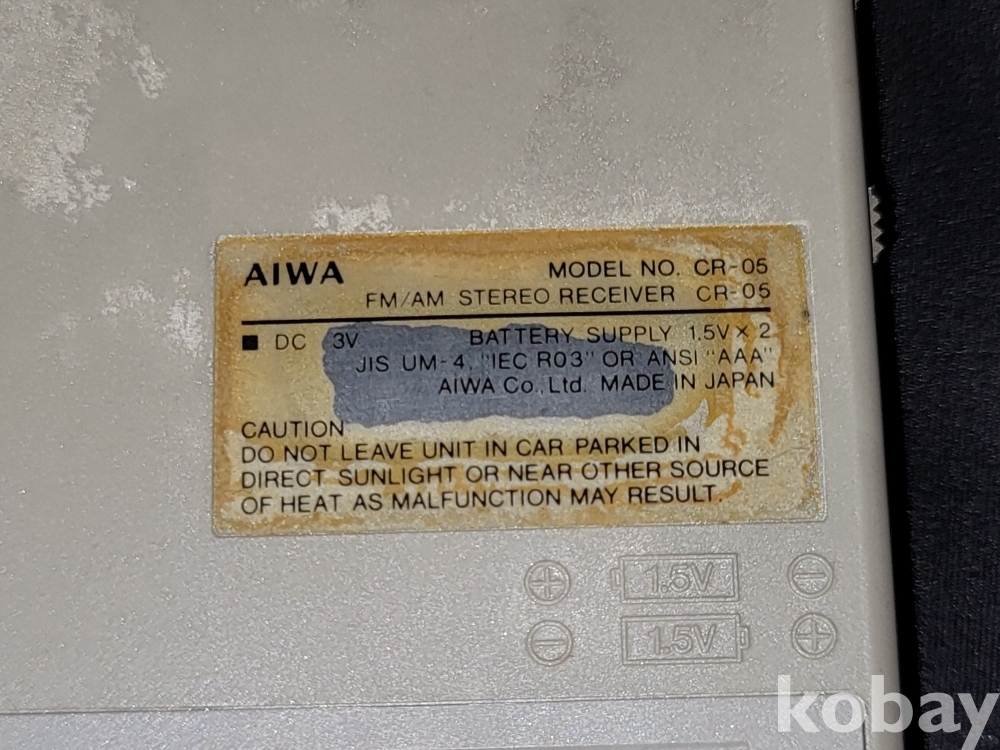 AIWA MODEL NO. CR-05
FM/AM STEREO RECEIVER CR-05
■ DC 3V BATTERY SUPPLY 1.5V×2
JIS UM-4, "IEC R03" OR ANSI "AAA"
AIWA Co., Ltd. MADE IN JAPAN
CAUTION
DO NOT LEAVE UNIT IN CAR PARKED IN
DIRECT SUNLIGHT OR NEAR OTHER SOURCE
OF HEAT AS MALFUNCTION MAY RESULT.
+ 1.5V −
− 1.5V +
kobay